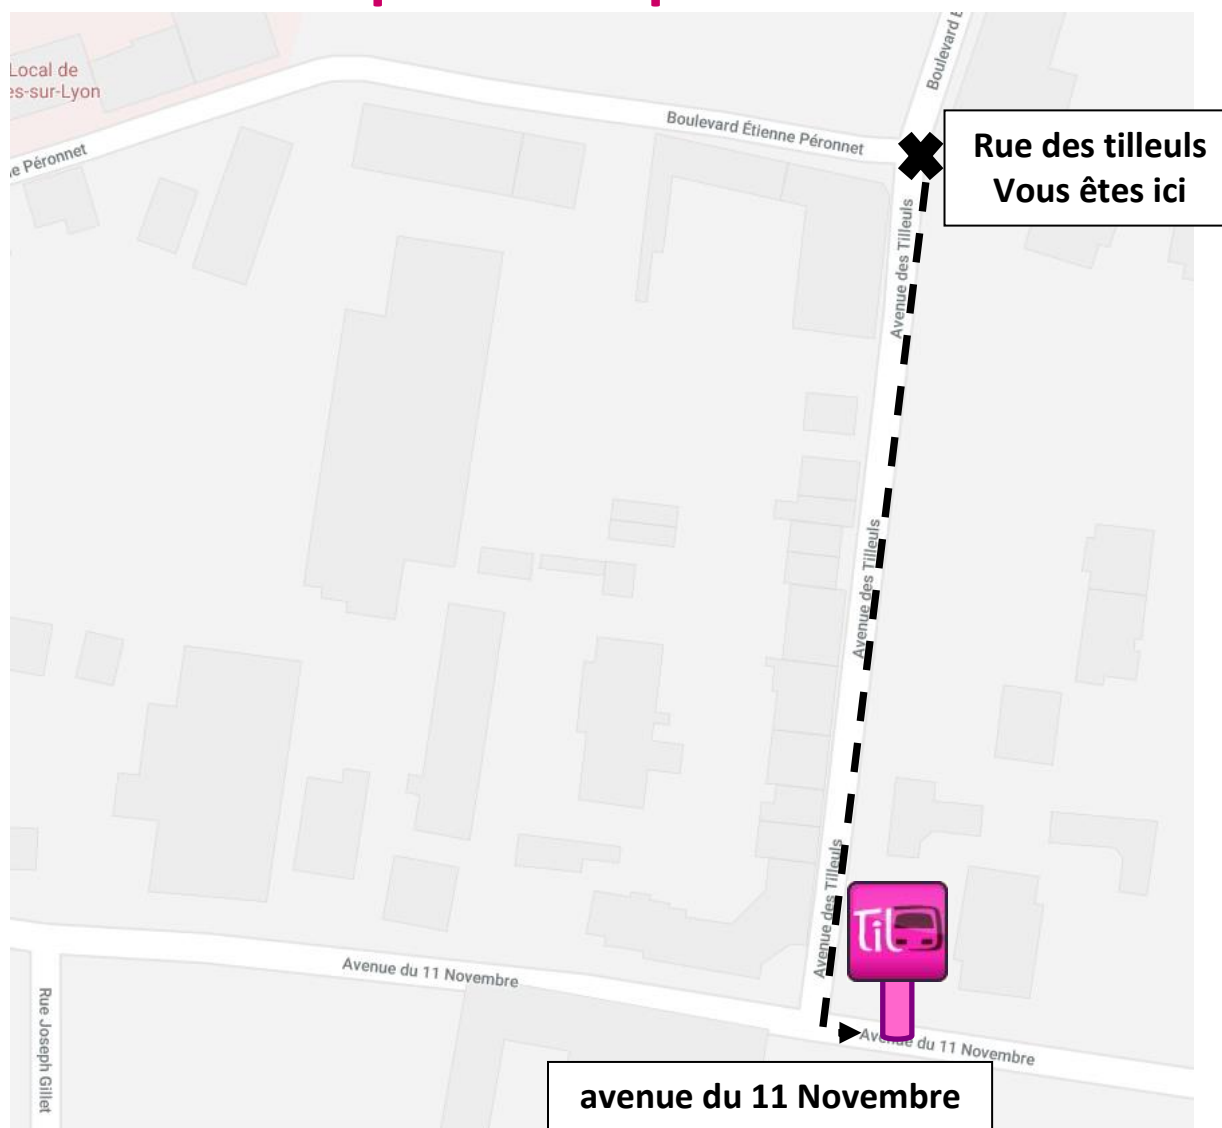 Local de
es-sur-Lyon
e Péronnet
Boulevard Étienne Péronnet
Boulevard É
Rue des tilleuls
Vous êtes ici
Avenue des Tilleuls
Avenue des Tilleuls
Avenue des Tilleuls
Til
Avenue du 11 Novembre
Avenue du 11 Novembre
Rue Joseph Gillet
avenue du 11 Novembre